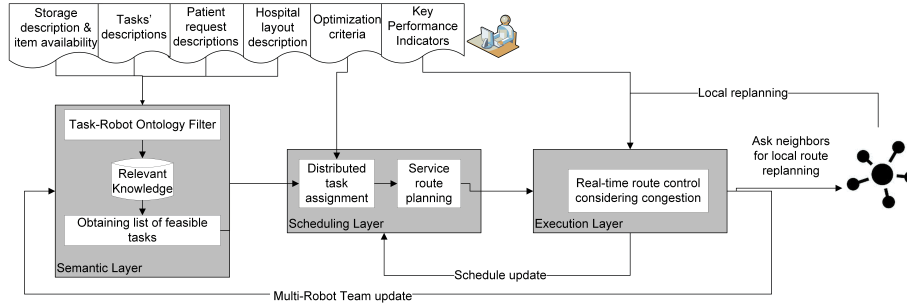 Storage
description &
item availability
Tasks'
descriptions
Patient
request
descriptions
Hospital
layout
description
Optimization
criteria
Key
Performance
Indicators
Local replanning
Task-Robot Ontology Filter
Relevant
Knowledge
Obtaining list of feasible
tasks
Semantic Layer
Distributed
task
assignment
Service
route
planning
Scheduling Layer
Real-time route control
considering congestion
Execution Layer
Ask neighbors
for local route
replanning
Schedule update
Multi-Robot Team update